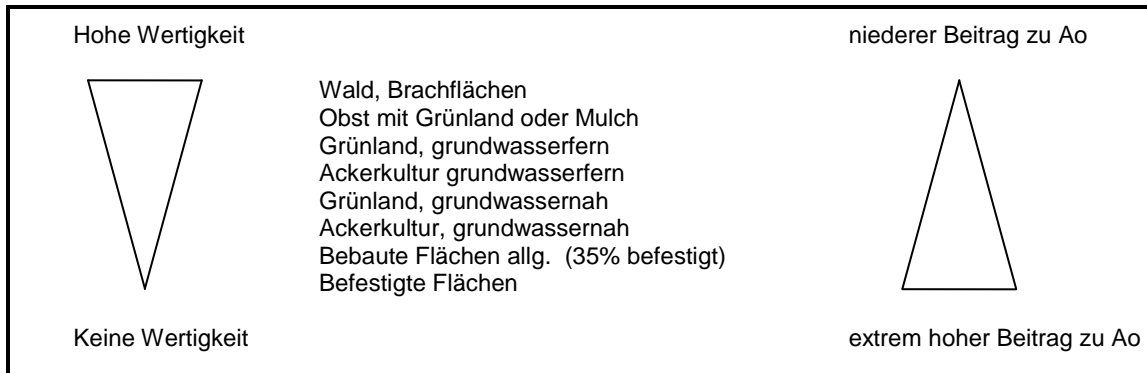 Hohe Wertigkeit
niederer Beitrag zu Ao
Wald, Brachflächen
Obst mit Grünland oder Mulch
Grünland, grundwasserfern
Ackerkultur grundwasserfern
Grünland, grundwassernah
Ackerkultur, grundwassernah
Bebaute Flächen allg. (35% befestigt)
Befestigte Flächen
Keine Wertigkeit
extrem hoher Beitrag zu Ao